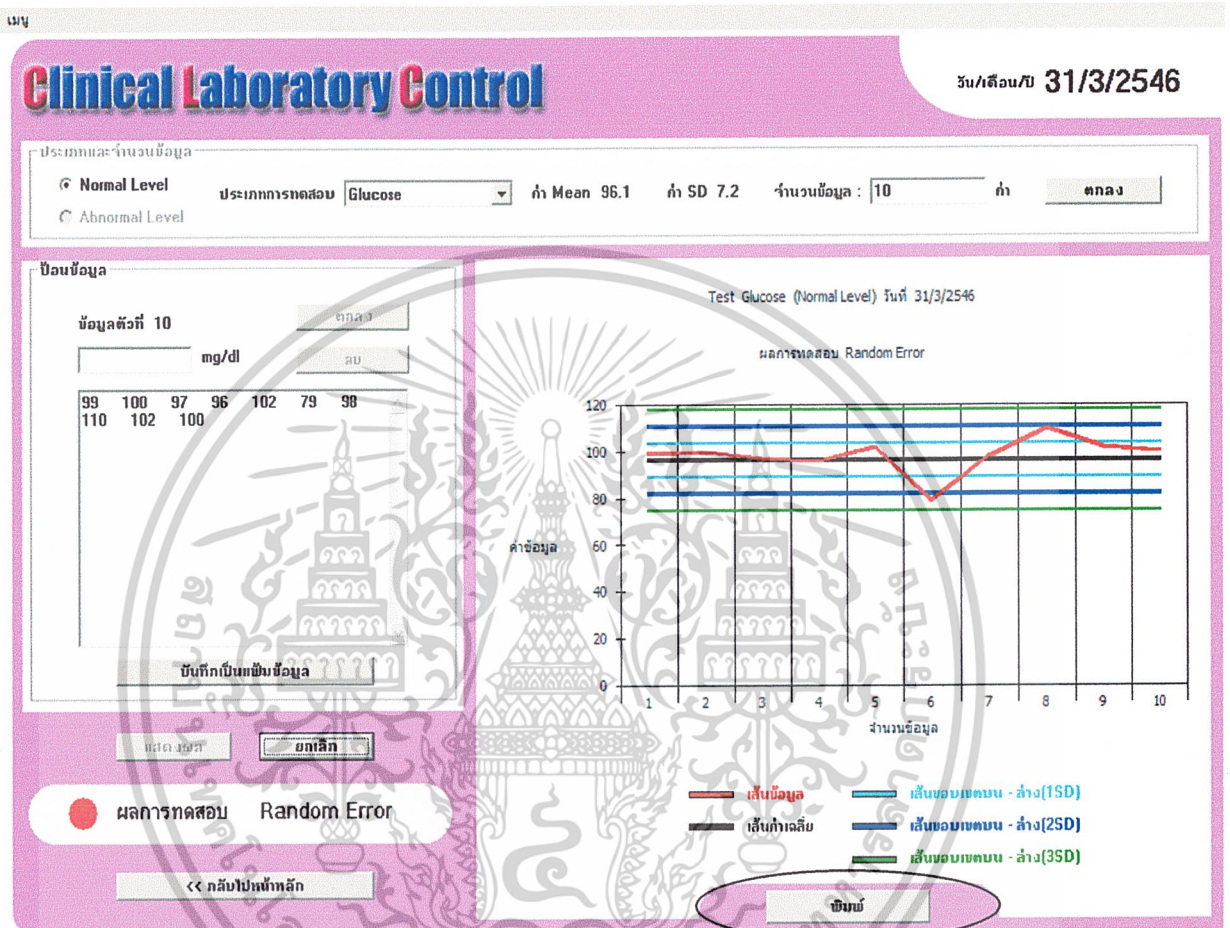 เมนู
Clinical Laboratory Control
วัน/เดือน/ปี 31/3/2546
ประเภทและจำนวนข้อมูล
Normal Level
Abnormal Level
ประเภทการทดสอบ Glucose ค่า Mean 96.1 ค่า SD 7.2 จำนวนข้อมูล : 10 ค่า ตกลง
ป้อนข้อมูล
ข้อมูลตัวที่ 10 ตกลง
mg/dl ลบ
99 100 97 96 102 79 98
110 102 100
บันทึกเป็นแฟ้มข้อมูล
แสดงผล ยกเลิก
ผลการทดสอบ Random Error
<< กลับไปหน้าหลัก
Test Glucose (Normal Level) วันที่ 31/3/2546
ผลการทดสอบ Random Error
120
100
80
60
40
20
0
ค่าข้อมูล
1 2 3 4 5 6 7 8 9 10
จำนวนข้อมูล
เส้นข้อมูล
เส้นค่าเฉลี่ย
เส้นขอบเขตบน - ล่าง(1SD)
เส้นขอบเขตบน - ล่าง(2SD)
เส้นขอบเขตบน - ล่าง(3SD)
พิมพ์